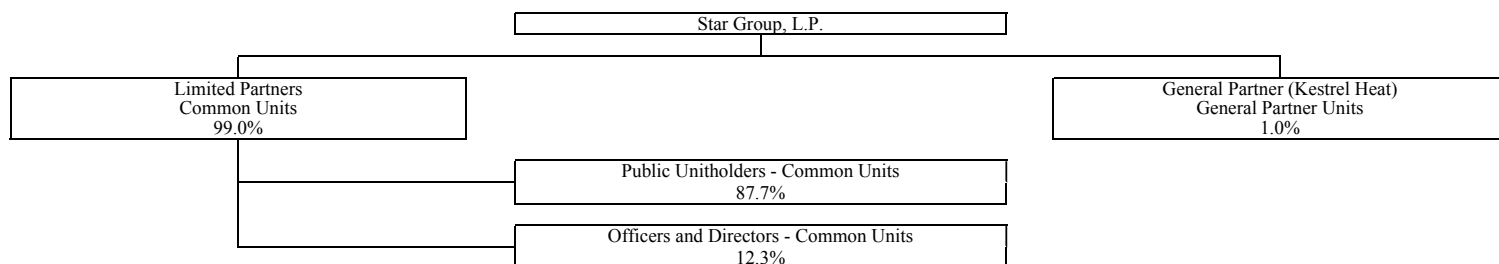 Star Group, L.P.
Limited Partners
Common Units
99.0%
General Partner (Kestrel Heat)
General Partner Units
1.0%
Public Unitholders - Common Units
87.7%
Officers and Directors - Common Units
12.3%